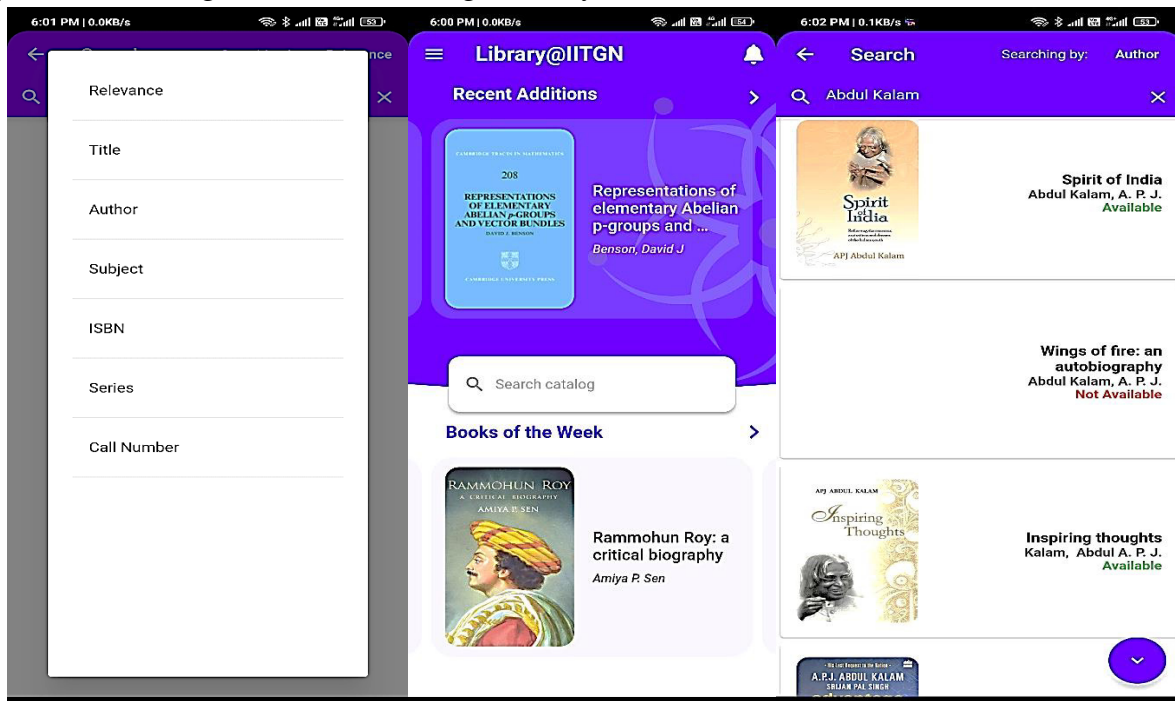 6:01 PM | 0.0KB/s
53
nce
Relevance
Title
Author
Subject
ISBN
Series
Call Number
6:00 PM | 0.0KB/s
54
Library@IITGN
Recent Additions
CAMBRIDGE TRACTS IN MATHEMATICS
208
REPRESENTATIONS
OF ELEMENTARY
ABELIAN p-GROUPS
AND VECTOR BUNDLES
DAVID J. BENSON
CAMBRIDGE UNIVERSITY PRESS
Representations of
elementary Abelian
p-groups and ...
Benson, David J
Search catalog
Books of the Week
RAMMOHUN ROY
A CRITICAL BIOGRAPHY
AMIYA P. SEN
Rammohun Roy: a
critical biography
Amiya P. Sen
6:02 PM | 0.1KB/s
53
Search
Searching by: Author
Abdul Kalam
Spirit
of
India
APJ Abdul Kalam
Spirit of India
Abdul Kalam, A. P. J.
Available
Wings of fire: an
autobiography
Abdul Kalam, A. P. J.
Not Available
APJ ABDUL KALAM
Inspiring
Thoughts
Inspiring thoughts
Kalam, Abdul A. P. J.
Available
A.P.J. ABDUL KALAM
SRIJAN PAL SINGH